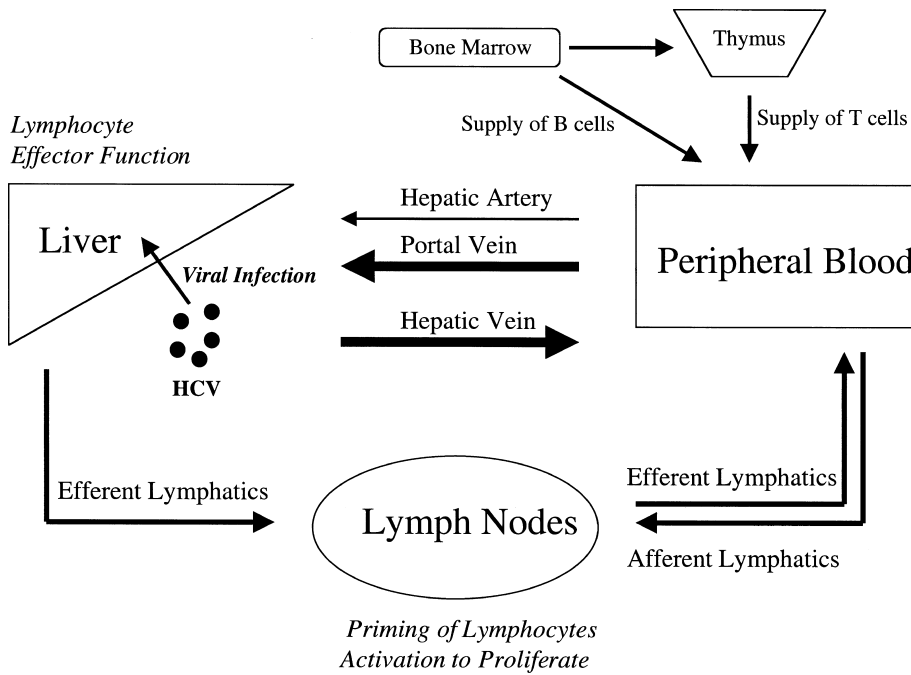 Bone Marrow
Thymus
Supply of B cells
Supply of T cells
Lymphocyte
Effector Function
Liver
Viral Infection
HCV
Hepatic Artery
Portal Vein
Hepatic Vein
Peripheral Blood
Efferent Lymphatics
Lymph Nodes
Efferent Lymphatics
Afferent Lymphatics
Priming of Lymphocytes
Activation to Proliferate